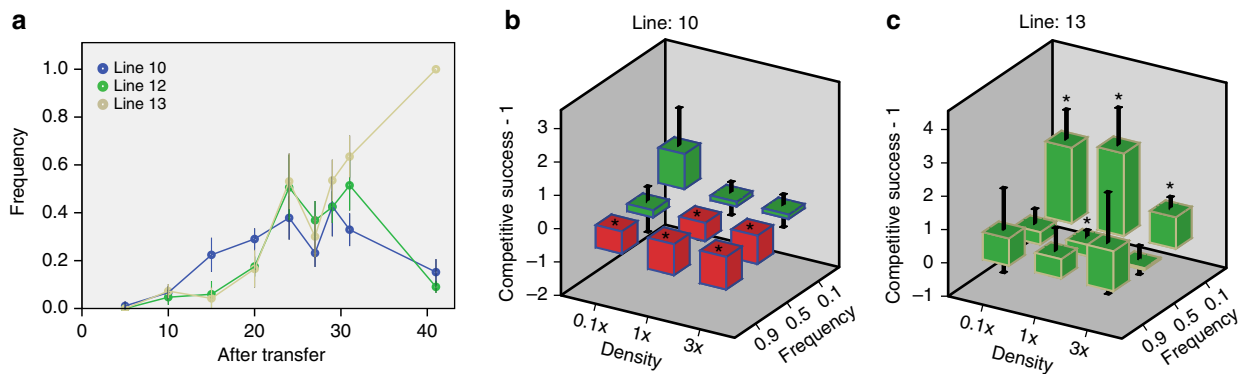 a
Frequency
1.0
0.8
0.6
0.4
0.2
0.0
Line 10
Line 12
Line 13
0
10
20
30
40
After transfer
b
Line: 10
Competitive success - 1
3
2
1
0
–1
–2
*
*
*
*
*
0.1x
1x
3x
Density
0.9
0.5
0.1
Frequency
c
Line: 13
Competitive success - 1
4
3
2
1
0
–1
*
*
*
*
0.1x
1x
3x
Density
0.9
0.5
0.1
Frequency